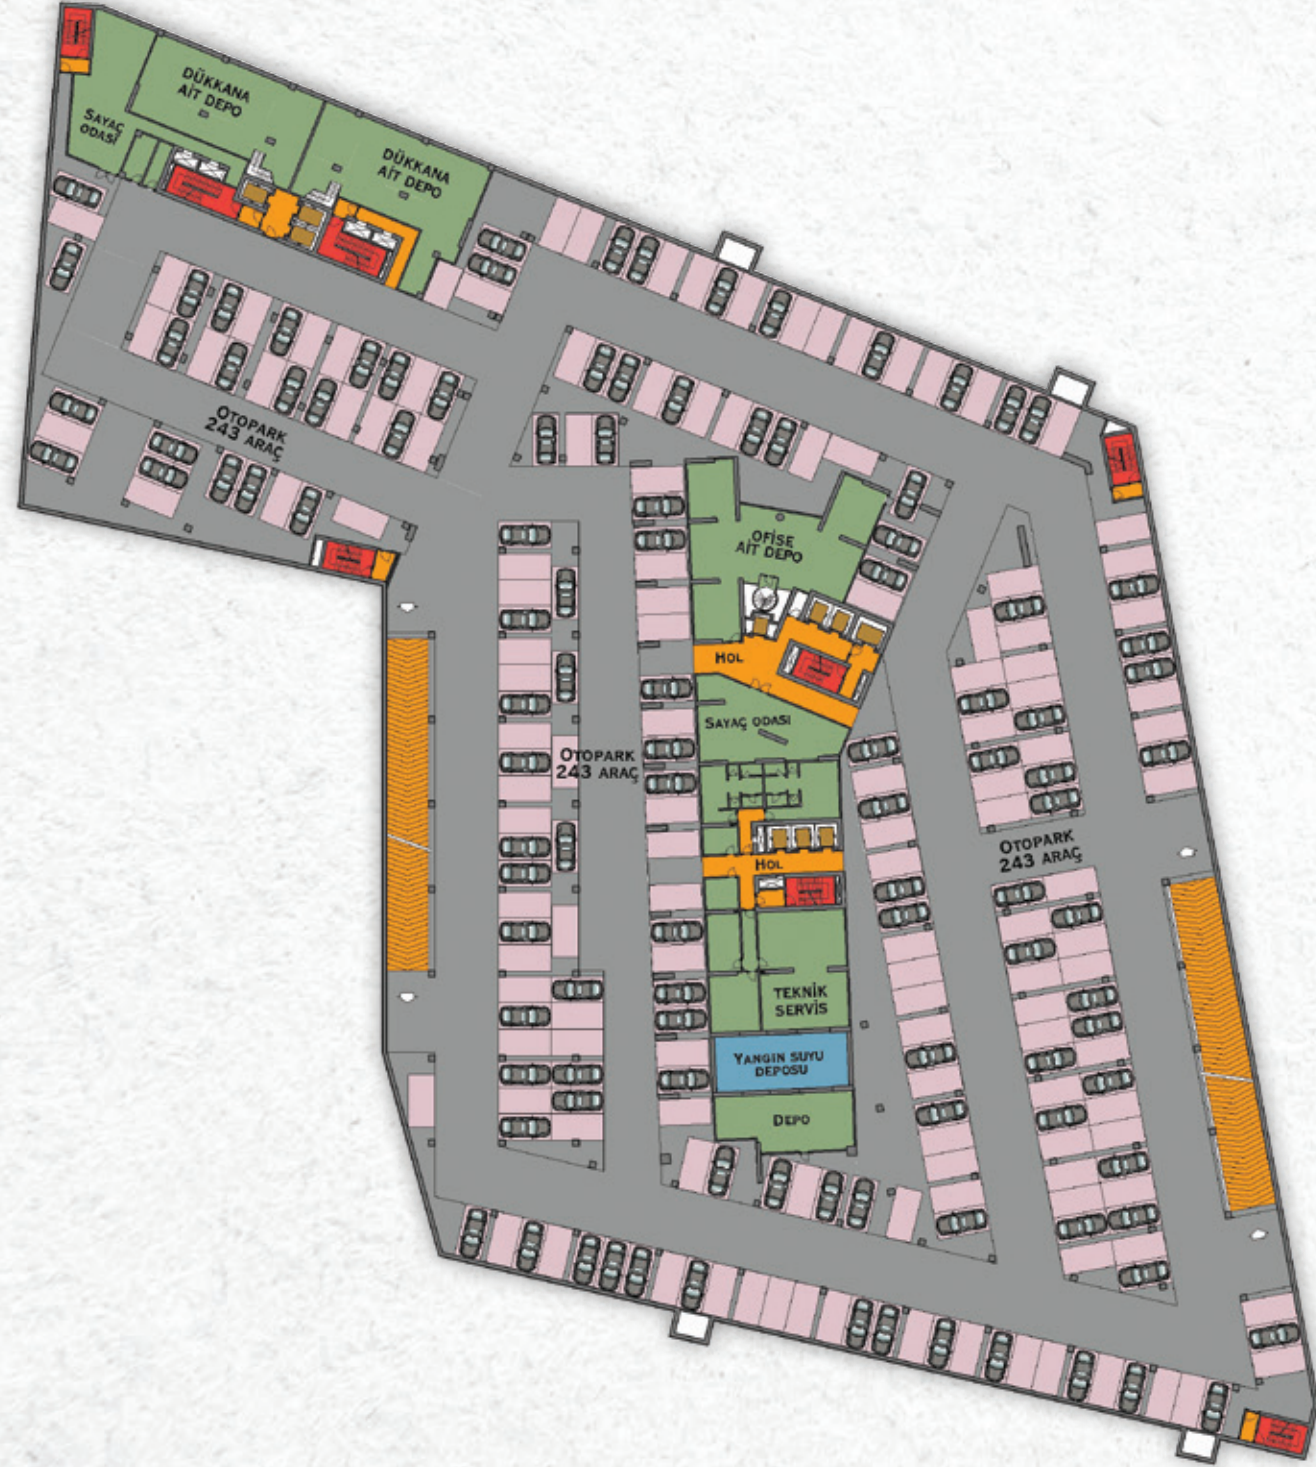 DÜKKANA
AİT DEPO
SAYAÇ
ODASI
DÜKKANA
AİT DEPO
OTOPARK
243 ARAÇ
OFİSE
AİT DEPO
HOL
SAYAÇ ODASI
OTOPARK
243 ARAÇ
OTOPARK
243 ARAÇ
HOL
TEKNİK
SERVİS
YANGIN SUYU
DEPOSU
DEPO